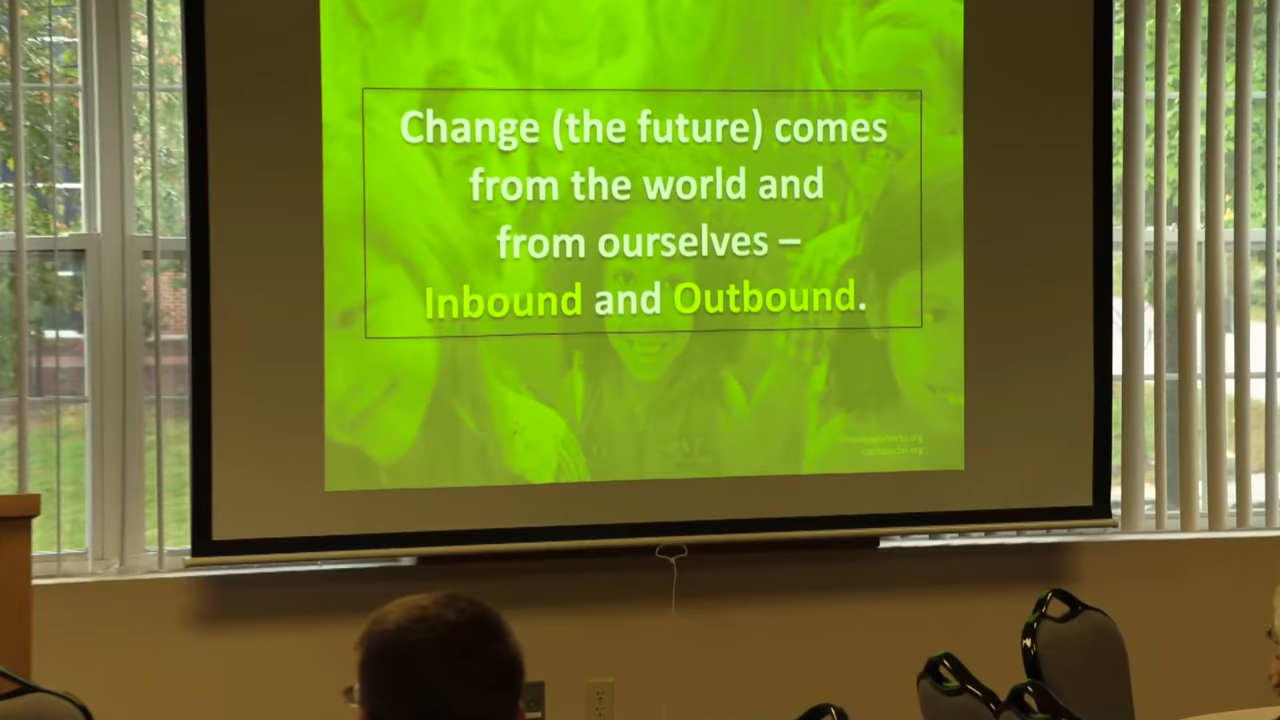 Change (the future) comes
from the world and
from ourselves –
Inbound and Outbound.